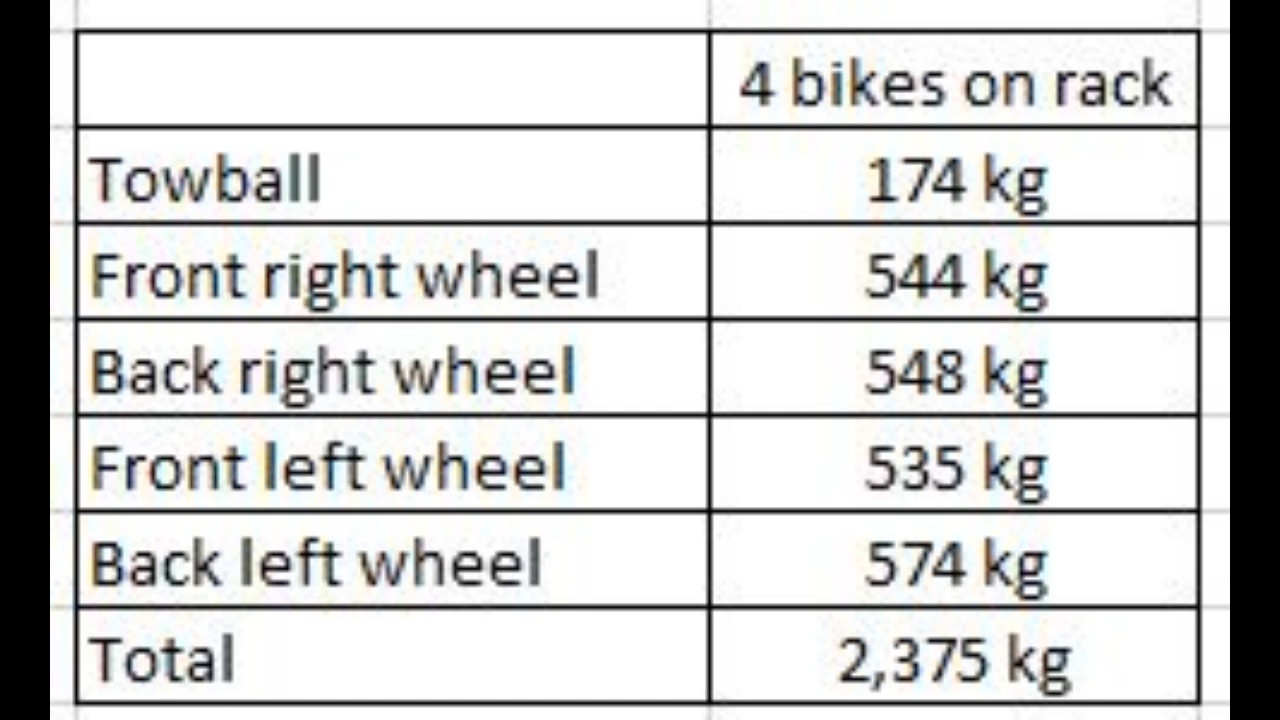 4 bikes on rack
Towball 174 kg
Front right wheel 544 kg
Back right wheel 548 kg
Front left wheel 535 kg
Back left wheel 574 kg
Total 2,375 kg